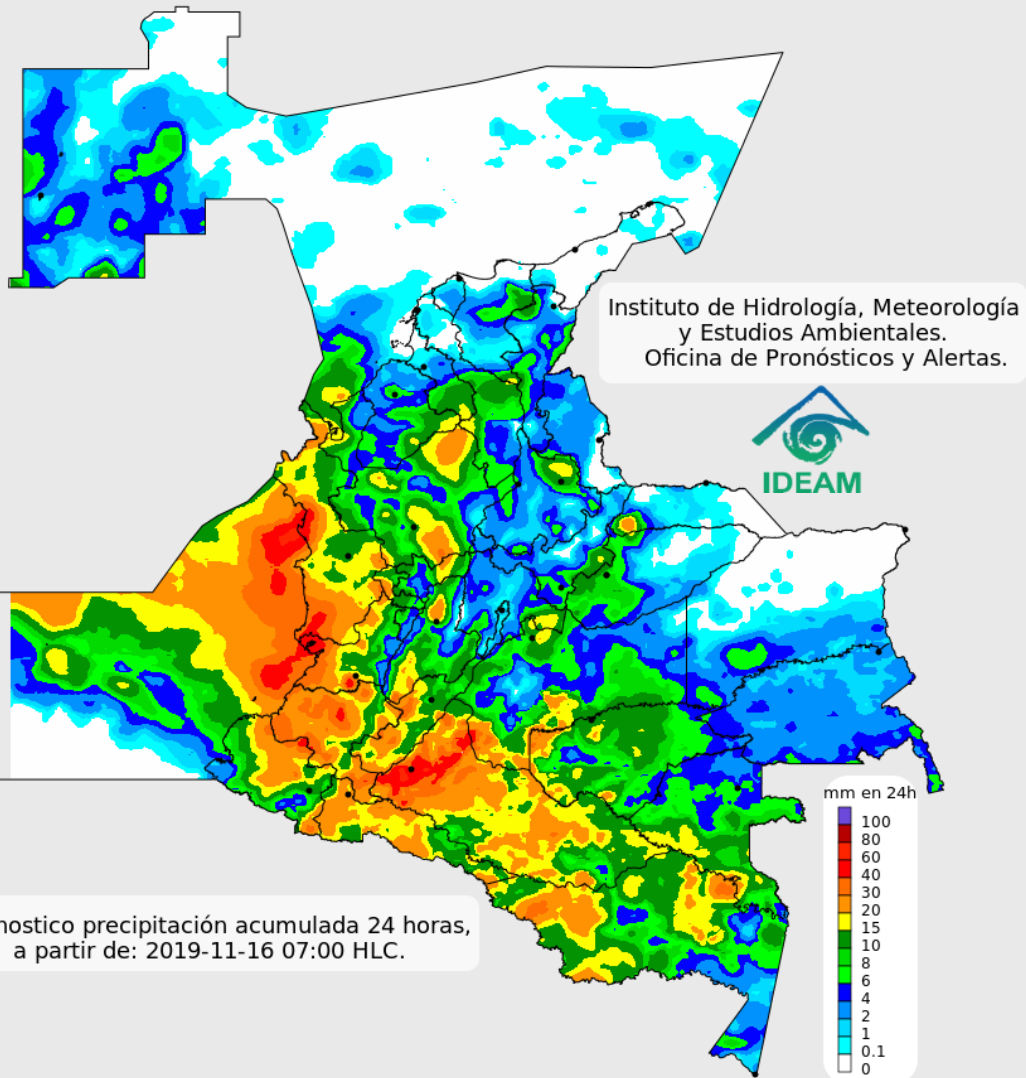 Instituto de Hidrología, Meteorología
y Estudios Ambientales.
Oficina de Pronósticos y Alertas.
IDEAM
mm en 24h
100
80
60
40
30
20
15
10
8
6
4
2
1
0.1
0
nostico precipitación acumulada 24 horas,
a partir de: 2019-11-16 07:00 HLC.